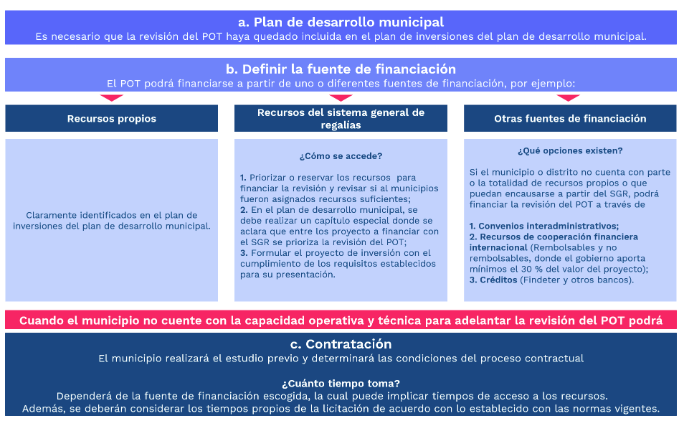 a. Plan de desarrollo municipal
Es necesario que la revisión del POT haya quedado incluida en el plan de inversiones del plan de desarrollo municipal.
b. Definir la fuente de financiación
El POT podrá financiarse a partir de uno o diferentes fuentes de financiación, por ejemplo:
Recursos propios
Claramente identificados en el plan de
inversiones del plan de desarrollo municipal.
Recursos del sistema general de
regalías
¿Cómo se accede?
1. Priorizar o reservar los recursos para
financiar la revisión y revisar si al municipios
fueron asignados recursos suficientes;
2. En el plan de desarrollo municipal, se
debe realizar un capítulo especial donde se
aclara que entre los proyecto a financiar con
el SGR se prioriza la revisión del POT;
3. Formular el proyecto de inversión con el
cumplimiento de los requisitos establecidos
para su presentación.
Otras fuentes de financiación
¿Qué opciones existen?
Si el municipio o distrito no cuenta con parte
o la totalidad de recursos propios o que
puedan encausarse a partir del SGR, podrá
financiar la revisión del POT a través de
1. Convenios interadministrativos;
2. Recursos de cooperación financiera
internacional (Rembolsables y no
rembolsables, donde el gobierno aporta
mínimos el 30 % del valor del proyecto);
3. Créditos (Findeter y otros bancos).
Cuando el municipio no cuente con la capacidad operativa y técnica para adelantar la revisión del POT podrá
c. Contratación
El municipio realizará el estudio previo y determinará las condiciones del proceso contractual
¿Cuánto tiempo toma?
Dependerá de la fuente de financiación escogida, la cual puede implicar tiempos de acceso a los recursos.
Además, se deberán considerar los tiempos propios de la licitación de acuerdo con lo establecido con las normas vigentes.